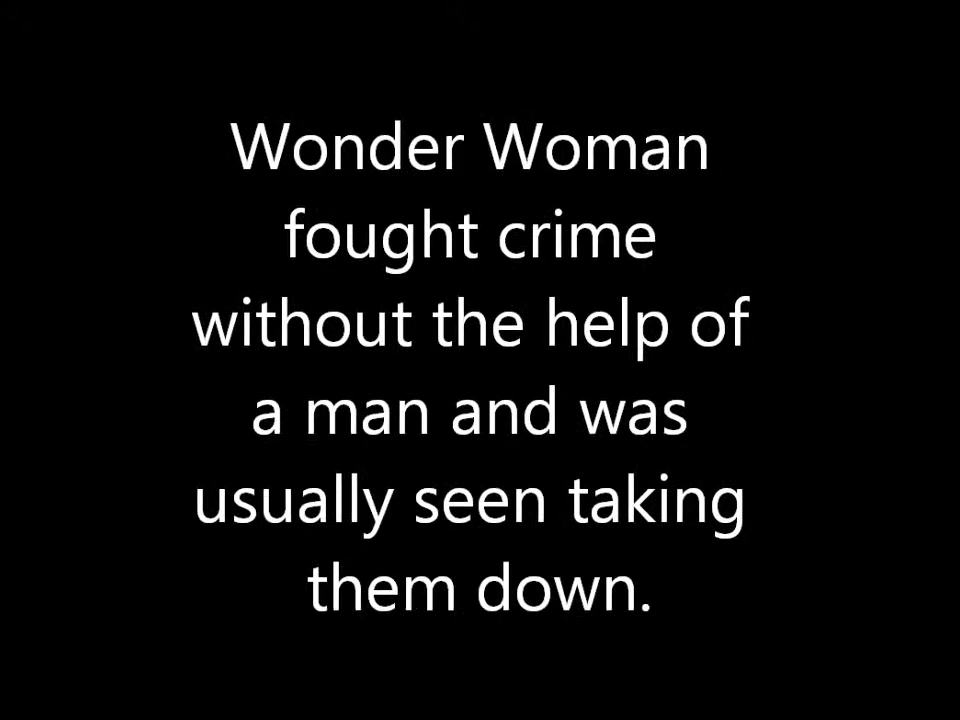 Wonder Woman
fought crime
without the help of
a man and was
usually seen taking
them down.